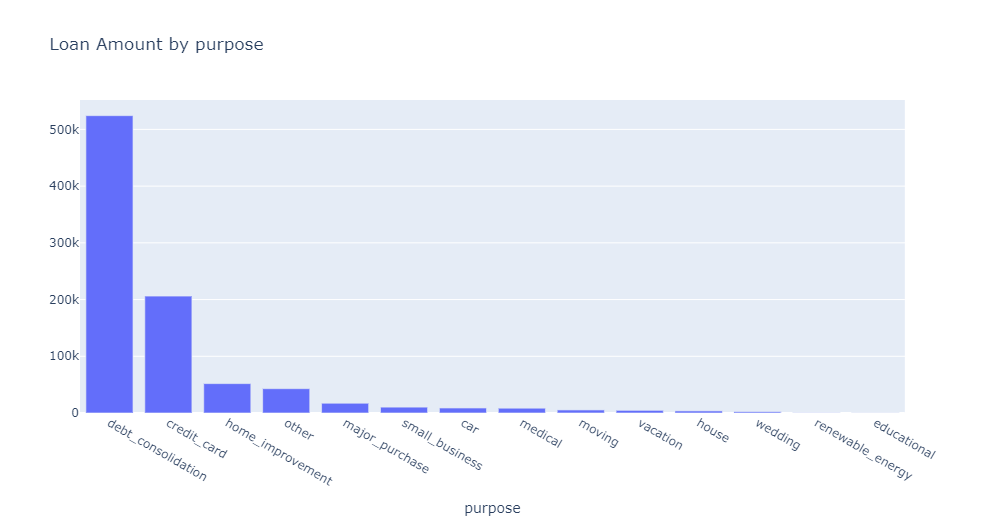 Loan Amount by purpose
500k
400k
300k
200k
100k
0
debt_consolidation
credit_card
home_improvement
other
major_purchase
small_business
car
medical
moving
vacation
house
wedding
renewable_energy
educational
purpose